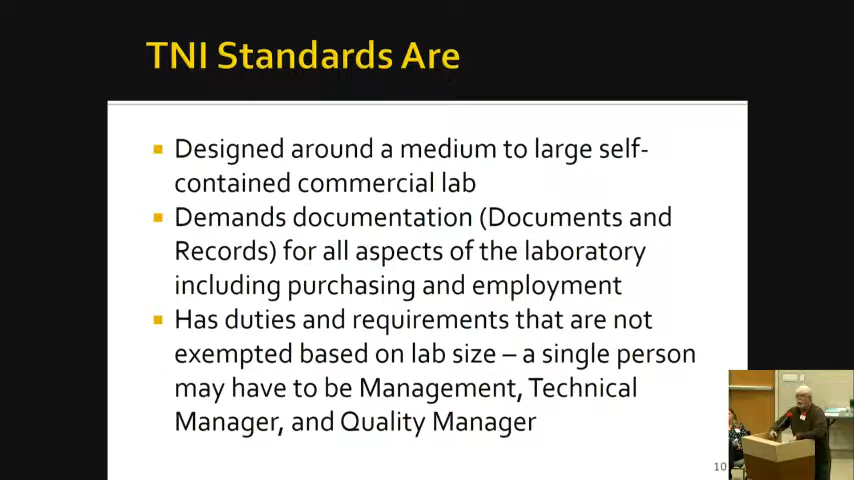 TNI Standards Are
Designed around a medium to large self-
contained commercial lab
Demands documentation (Documents and
Records) for all aspects of the laboratory
including purchasing and employment
Has duties and requirements that are not
exempted based on lab size – a single person
may have to be Management, Technical
Manager, and Quality Manager
10